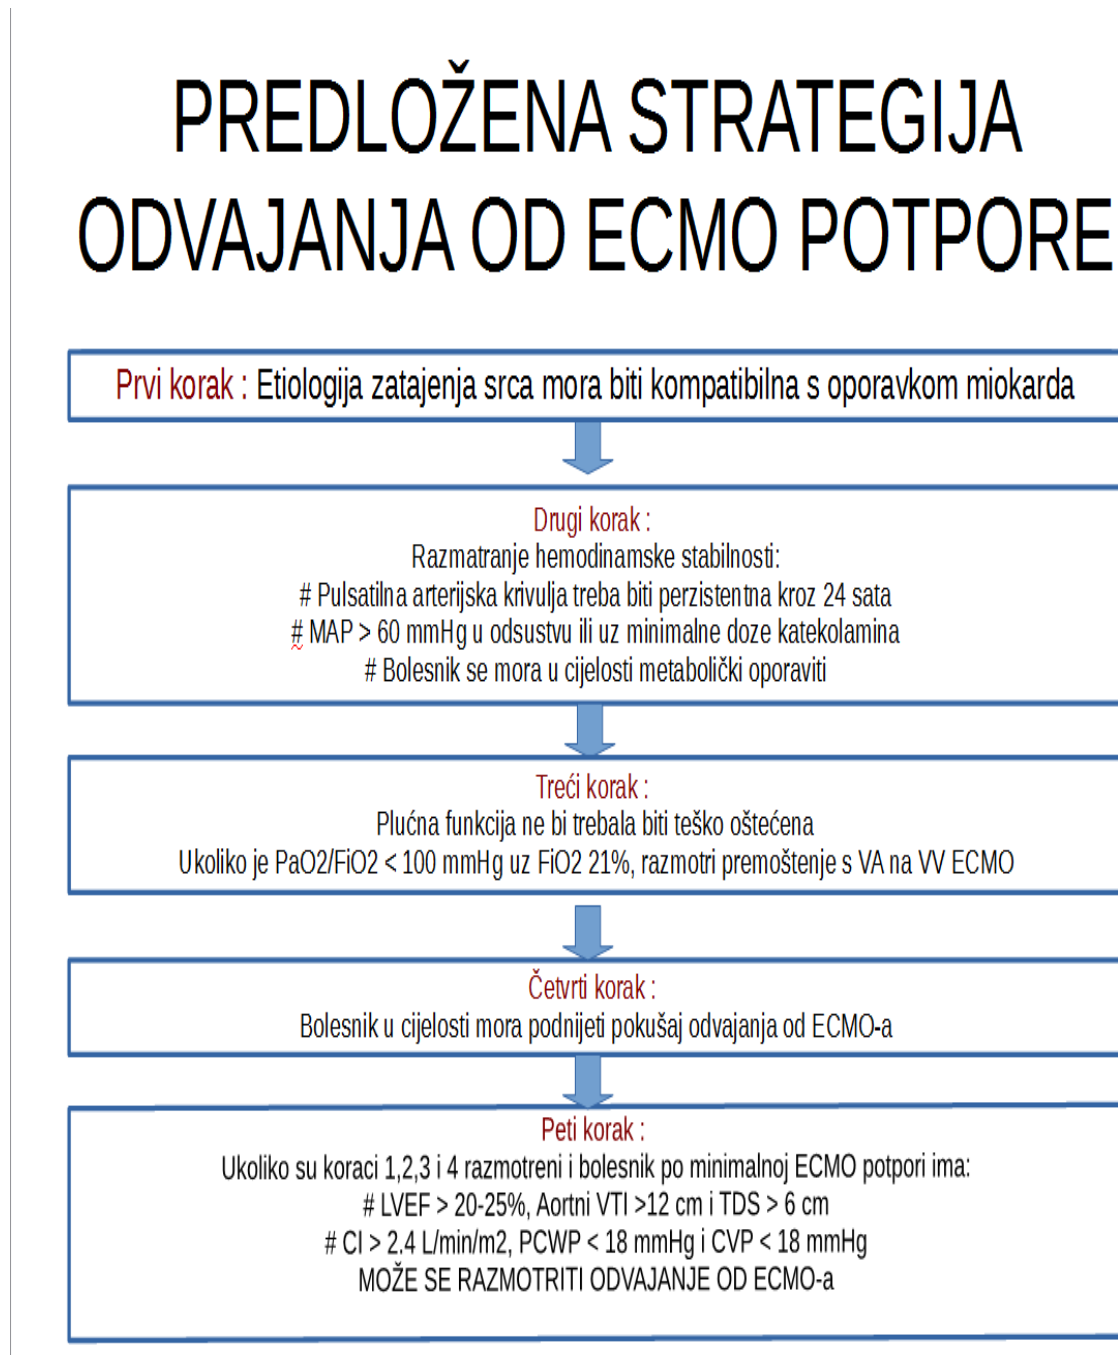 PREDLOŽENA STRATEGIJA
ODVAJANJA OD ECMO POTPORE
Prvi korak : Etiologija zatajenja srca mora biti kompatibilna s oporavkom miokarda
Drugi korak :
Razmatranje hemodinamske stabilnosti:
# Pulsatilna arterijska krivulja treba biti perzistentna kroz 24 sata
# MAP > 60 mmHg u odsustvu ili uz minimalne doze katekolamina
# Bolesnik se mora u cijelosti metabolički oporaviti
Treći korak :
Plućna funkcija ne bi trebala biti teško oštećena
Ukoliko je PaO2/FiO2 < 100 mmHg uz FiO2 21%, razmotri premoštenje s VA na VV ECMO
Četvrti korak :
Bolesnik u cijelosti mora podnijeti pokušaj odvajanja od ECMO-a
Peti korak :
Ukoliko su koraci 1,2,3 i 4 razmotreni i bolesnik po minimalnoj ECMO potpori ima:
# LVEF > 20-25%, Aortni VTI >12 cm i TDS > 6 cm
# CI > 2.4 L/min/m2, PCWP < 18 mmHg i CVP < 18 mmHg
MOŽE SE RAZMOTRITI ODVAJANJE OD ECMO-a